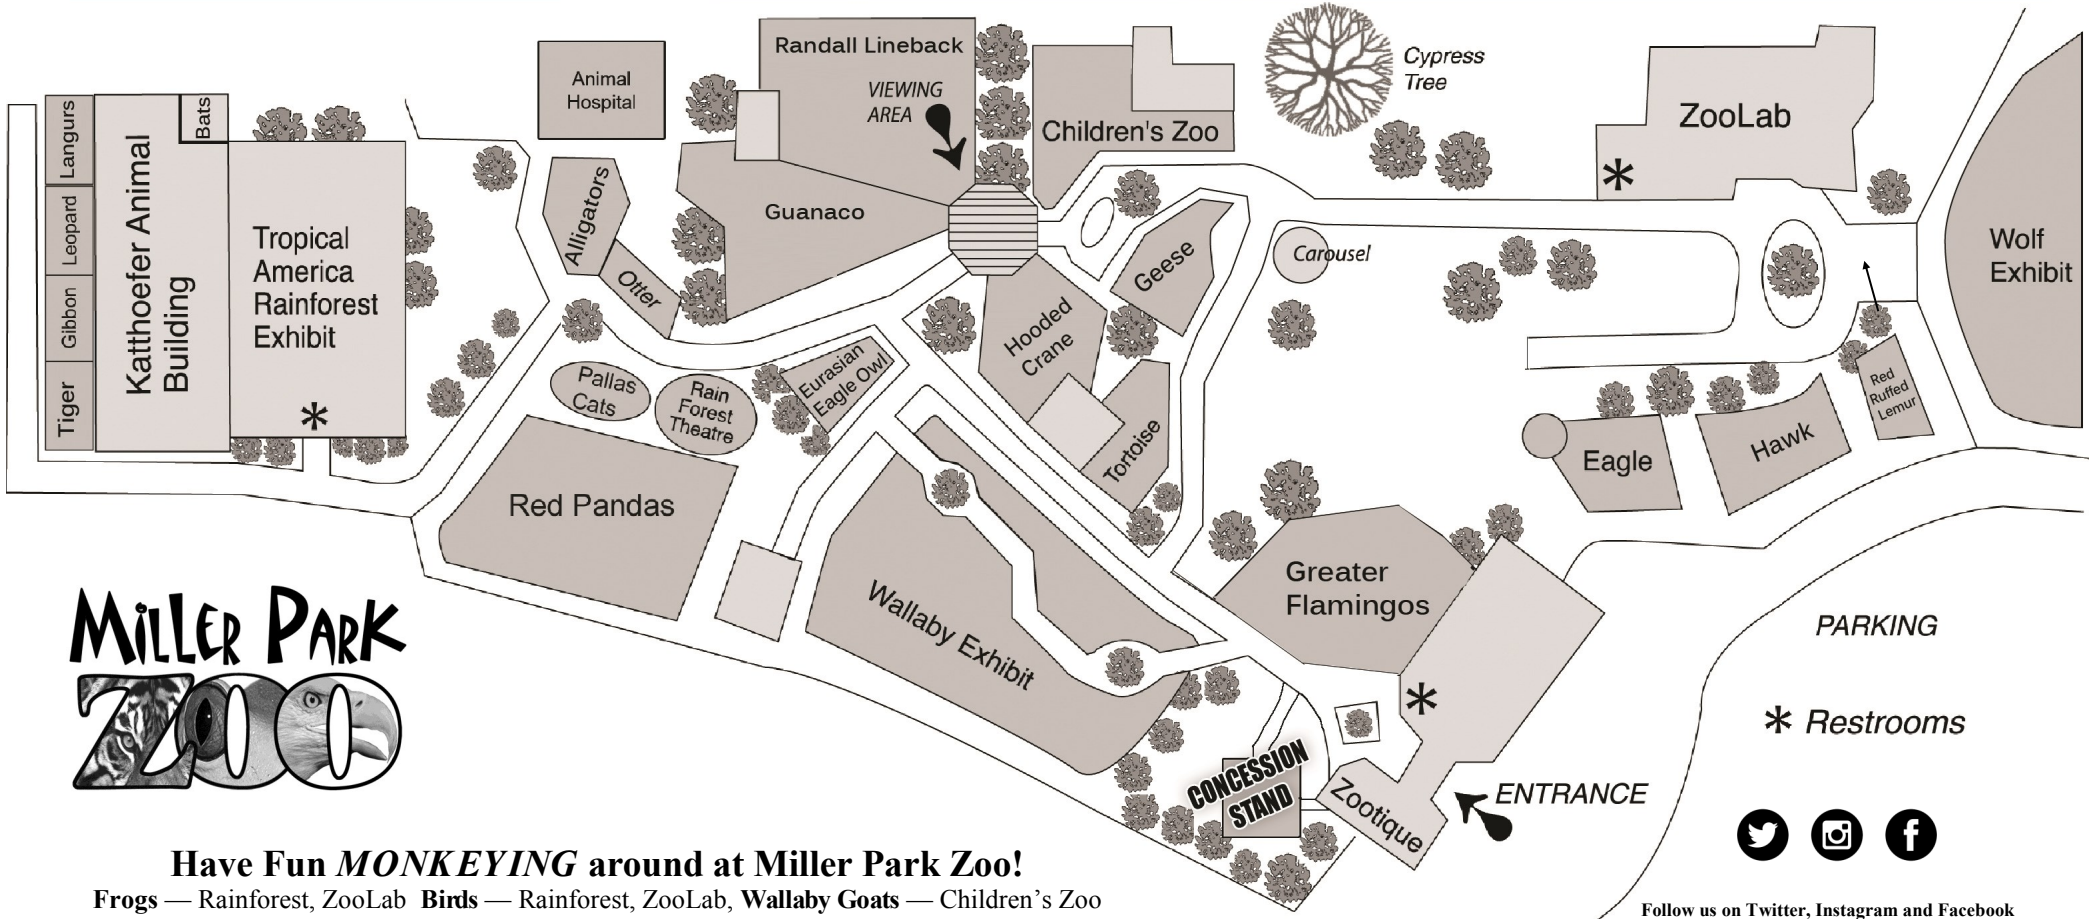 Randall Lineback
VIEWING
AREA
Animal
Hospital
Cypress
Tree
Langurs
Bats
Children's Zoo
ZooLab
*
Katthoefer Animal
Building
Leopard
Alligators
Guanaco
Tropical
America
Rainforest
Exhibit
*
Wolf
Exhibit
Geese
Carousel
Otter
Gibbon
Hooded
Crane
Eurasian
Eagle Owl
Pallas
Cats
Rain
Forest
Theatre
Red
Ruffed
Lemur
Tiger
Tortoise
Hawk
Eagle
Red Pandas
Greater
Flamingos
Wallaby Exhibit
MILLER PARK
ZOO
PARKING
*
* Restrooms
CONCESSION
STAND
Zootique
ENTRANCE
Have Fun MONKEYING around at Miller Park Zoo!
Frogs — Rainforest, ZooLab Birds — Rainforest, ZooLab, Wallaby Goats — Children’s Zoo
Follow us on Twitter, Instagram and Facebook